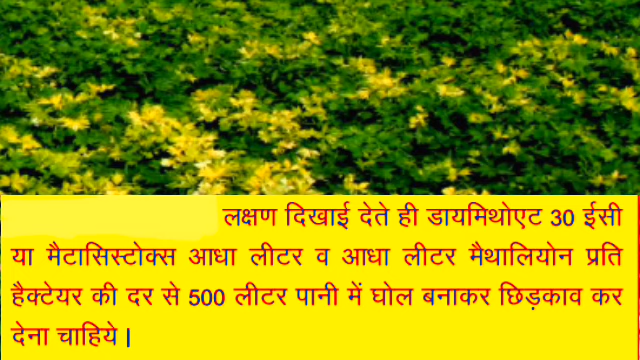 लक्षण दिखाई देते ही डायमिथोएट 30 ईसी
या मैटासिस्टोक्स आधा लीटर व आधा लीटर मैथालियोन प्रति
हैक्टेयर की दर से 500 लीटर पानी में घोल बनाकर छिड़काव कर
देना चाहिये।